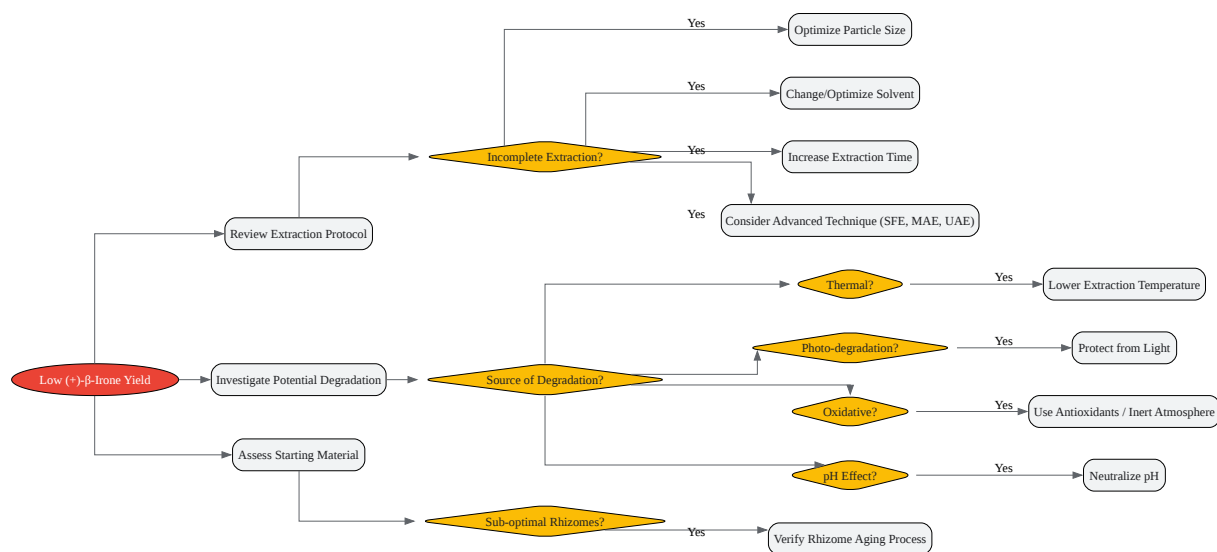 Yes
Optimize Particle Size
Yes
Change/Optimize Solvent
Incomplete Extraction?
Yes
Increase Extraction Time
Yes
Consider Advanced Technique (SFE, MAE, UAE)
Review Extraction Protocol
Thermal?
Yes
Lower Extraction Temperature
Photo-degradation?
Yes
Protect from Light
Low (+)-β-Irone Yield
Investigate Potential Degradation
Source of Degradation?
Oxidative?
Yes
Use Antioxidants / Inert Atmosphere
Assess Starting Material
pH Effect?
Yes
Neutralize pH
Sub-optimal Rhizomes?
Yes
Verify Rhizome Aging Process